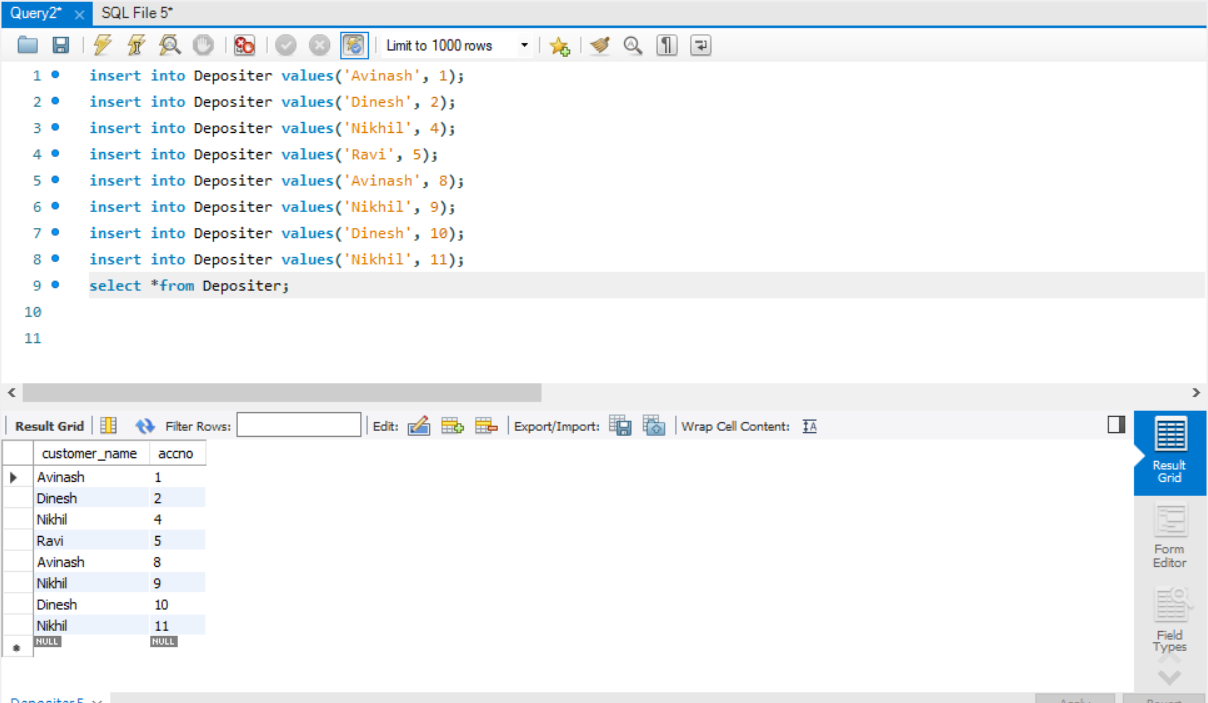 Query2* × SQL File 5*
Limit to 1000 rows
1 insert into Depositer values('Avinash', 1);
2 insert into Depositer values('Dinesh', 2);
3 insert into Depositer values('Nikhil', 4);
4 insert into Depositer values('Ravi', 5);
5 insert into Depositer values('Avinash', 8);
6 insert into Depositer values('Nikhil', 9);
7 insert into Depositer values('Dinesh', 10);
8 insert into Depositer values('Nikhil', 11);
9 select *from Depositer;
10
11
Result Grid Filter Rows: Edit: Export/Import: Wrap Cell Content:
customer_name accno
Avinash 1
Dinesh 2
Nikhil 4
Ravi 5
Avinash 8
Nikhil 9
Dinesh 10
Nikhil 11
NULL NULL
Result
Grid
Form
Editor
Field
Types